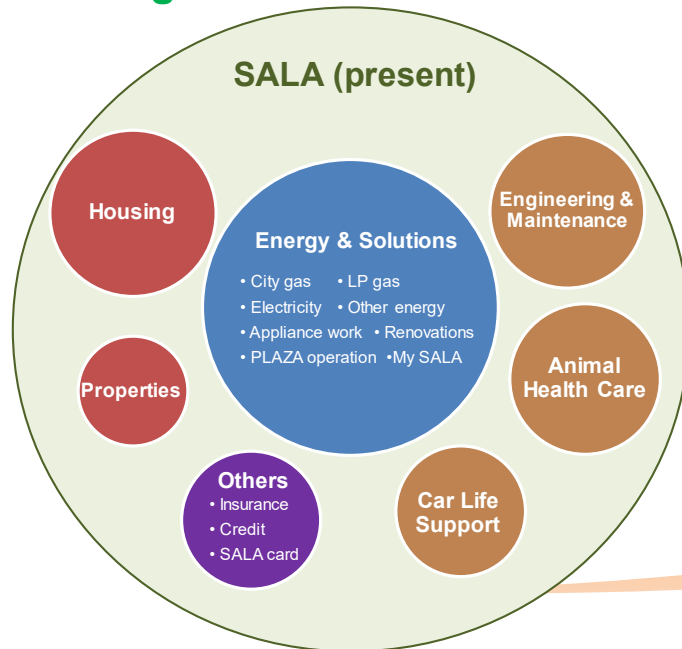 SALA (present)
Housing
Energy & Solutions
• City gas • LP gas
• Electricity • Other energy
• Appliance work • Renovations
• PLAZA operation •My SALA
Engineering &
Maintenance
Properties
Animal
Health Care
Others
• Insurance
• Credit
• SALA card
Car Life
Support